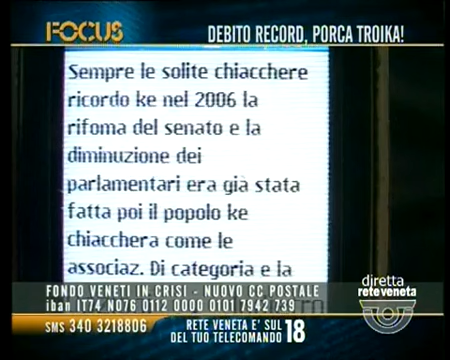 FOCUS
DEBITO RECORD, PORCA TROIKA!
Sempre le solite chiacchere
ricordo ke nel 2006 la
rifoma del senato e la
diminuzione dei
parlamentari era già stata
fatta poi il popolo ke
chiacchera come le
associaz. Di categoria e la
diretta
reteveneta
FONDO VENETI IN CRISI - NUOVO CC POSTALE
iban IT74 N076 0112 0000 0101 7942 739
SMS 340 3218806
RETE VENETA E' SUL
DEL TUO TELECOMANDO 18